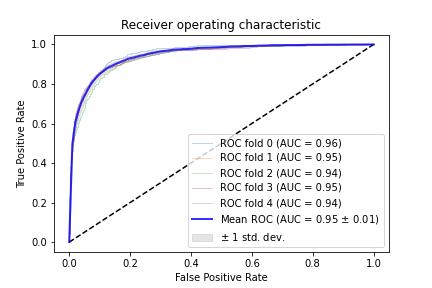 Receiver operating characteristic
1.0
0.8
0.6
0.4
0.2
0.0
True Positive Rate
ROC fold 0 (AUC = 0.96)
ROC fold 1 (AUC = 0.95)
ROC fold 2 (AUC = 0.94)
ROC fold 3 (AUC = 0.95)
ROC fold 4 (AUC = 0.94)
Mean ROC (AUC = 0.95 ± 0.01)
± 1 std. dev.
0.0 0.2 0.4 0.6 0.8 1.0
False Positive Rate